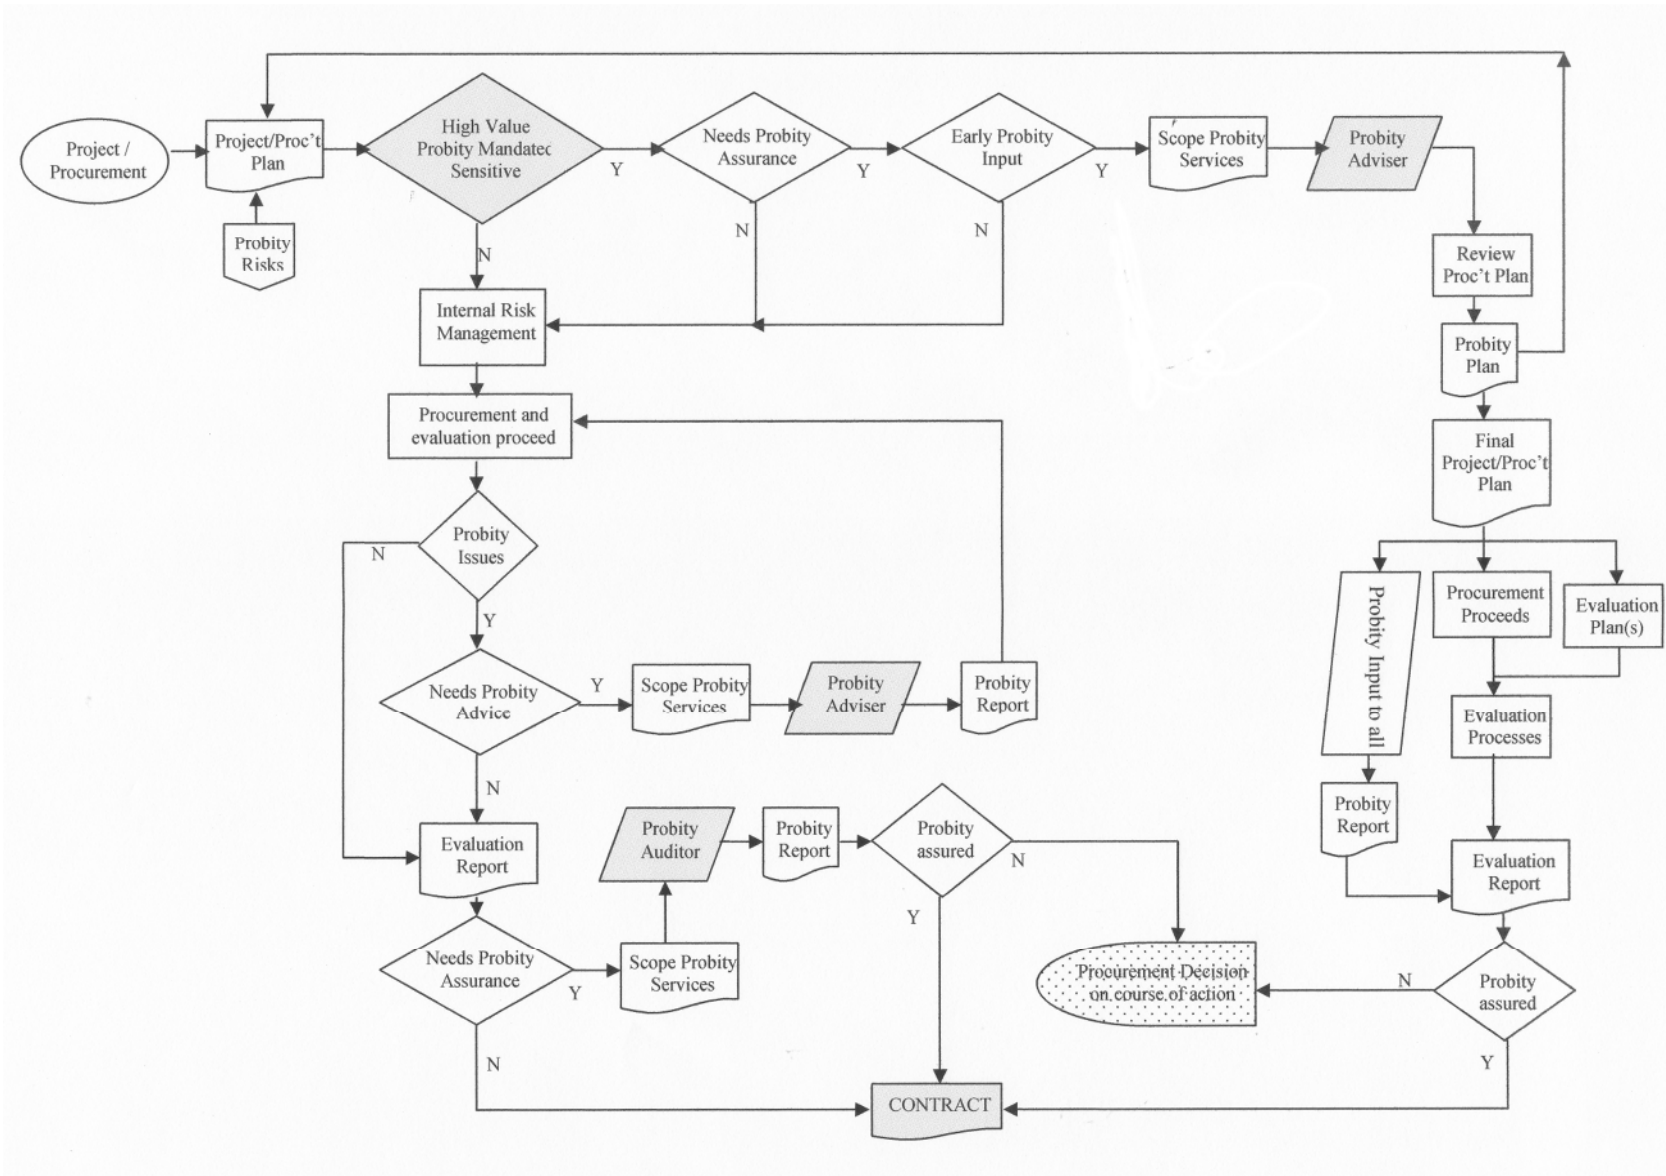 Project /
Procurement
Project/Proc't
Plan
High Value
Probity Mandated
Sensitive
Y
Needs Probity
Assurance
Y
Early Probity
Input
Y
Scope Probity
Services
Probity
Adviser
Probity
Risks
N
N
N
Review
Proc't Plan
Internal Risk
Management
Probity
Plan
Procurement and
evaluation proceed
Final
Project/Proc't
Plan
Probity
Issues
N
Y
Probity Input to all
Procurement
Proceeds
Evaluation
Plan(s)
Needs Probity
Advice
Y
Scope Probity
Services
Probity
Adviser
Probity
Report
Evaluation
Processes
N
Probity
Report
Evaluation
Report
Probity
Auditor
Probity
Report
Probity
assured
N
Y
Evaluation
Report
Needs Probity
Assurance
Y
Scope Probity
Services
Procurement Decision
on course of action
N
Probity
assured
Y
N
CONTRACT